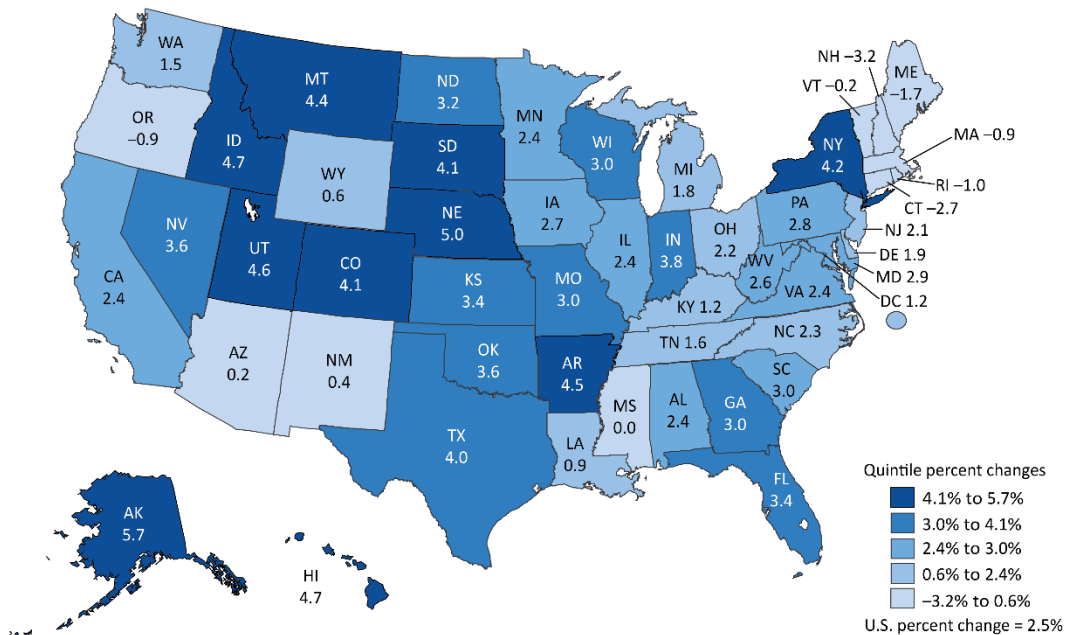 WA
1.5
OR
−0.9
CA
2.4
NV
3.6
ID
4.7
MT
4.4
WY
0.6
UT
4.6
CO
4.1
AZ
0.2
NM
0.4
ND
3.2
SD
4.1
NE
5.0
KS
3.4
OK
3.6
TX
4.0
MN
2.4
IA
2.7
MO
3.0
AR
4.5
LA
0.9
WI
3.0
IL
2.4
MI
1.8
IN
3.8
OH
2.2
KY 1.2
TN 1.6
MS
0.0
AL
2.4
GA
3.0
FL
3.4
SC
3.0
NC 2.3
VA 2.4
WV
2.6
PA
2.8
NY
4.2
VT −0.2
NH −3.2
ME
−1.7
MA −0.9
RI −1.0
CT −2.7
NJ 2.1
DE 1.9
MD 2.9
DC 1.2
AK
5.7
HI
4.7
Quintile percent changes
4.1% to 5.7%
3.0% to 4.1%
2.4% to 3.0%
0.6% to 2.4%
−3.2% to 0.6%
U.S. percent change = 2.5%